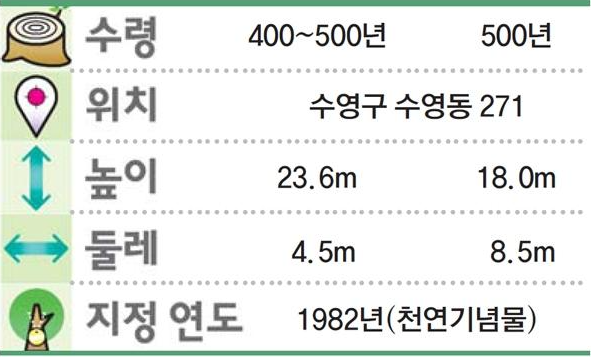 수령 400~500년 500년
위치 수영구 수영동 271
높이 23.6m 18.0m
둘레 4.5m 8.5m
지정 연도 1982년(천연기념물)